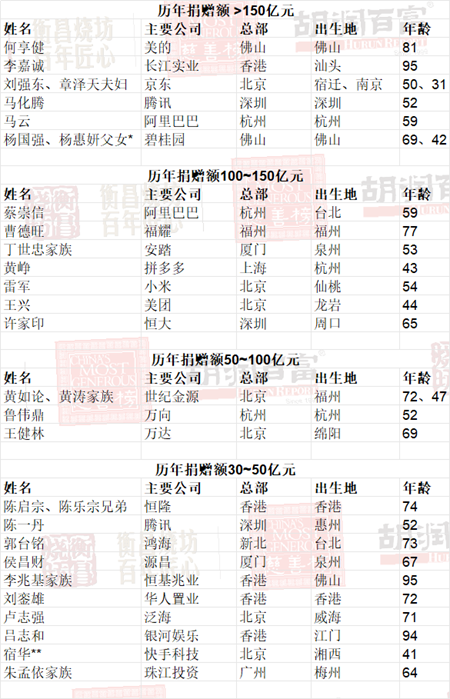 历年捐赠额 >150亿元
姓名 主要公司 总部 出生地 年龄
何享健 美的 佛山 佛山 81
李嘉诚 长江实业 香港 汕头 95
刘强东、章泽天夫妇 京东 北京 宿迁、南京 50、31
马化腾 腾讯 深圳 深圳 52
马云 阿里巴巴 杭州 杭州 59
杨国强、杨惠妍父女* 碧桂园 佛山 佛山 69、42
历年捐赠额100~150亿元
姓名 主要公司 总部 出生地 年龄
蔡崇信 阿里巴巴 杭州 台北 59
曹德旺 福耀 福州 福州 77
丁世忠家族 安踏 厦门 泉州 53
黄峥 拼多多 上海 杭州 43
雷军 小米 北京 仙桃 54
王兴 美团 北京 龙岩 44
许家印 恒大 深圳 周口 65
历年捐赠额50~100亿元
姓名 主要公司 总部 出生地 年龄
黄如论、黄涛家族 世纪金源 北京 福州 72、47
鲁伟鼎 万向 杭州 杭州 52
王健林 万达 北京 绵阳 69
历年捐赠额30~50亿元
姓名 主要公司 总部 出生地 年龄
陈启宗、陈乐宗兄弟 恒隆 香港 香港 74
陈一丹 腾讯 深圳 惠州 52
郭台铭 鸿海 新北 台北 73
侯昌财 源昌 厦门 泉州 67
李兆基家族 恒基兆业 香港 佛山 95
刘銮雄 华人置业 香港 香港 72
卢志强 泛海 北京 威海 71
吕志和 银河娱乐 香港 江门 94
宿华** 快手科技 北京 湘西 41
朱孟依家族 珠江投资 广州 梅州 64